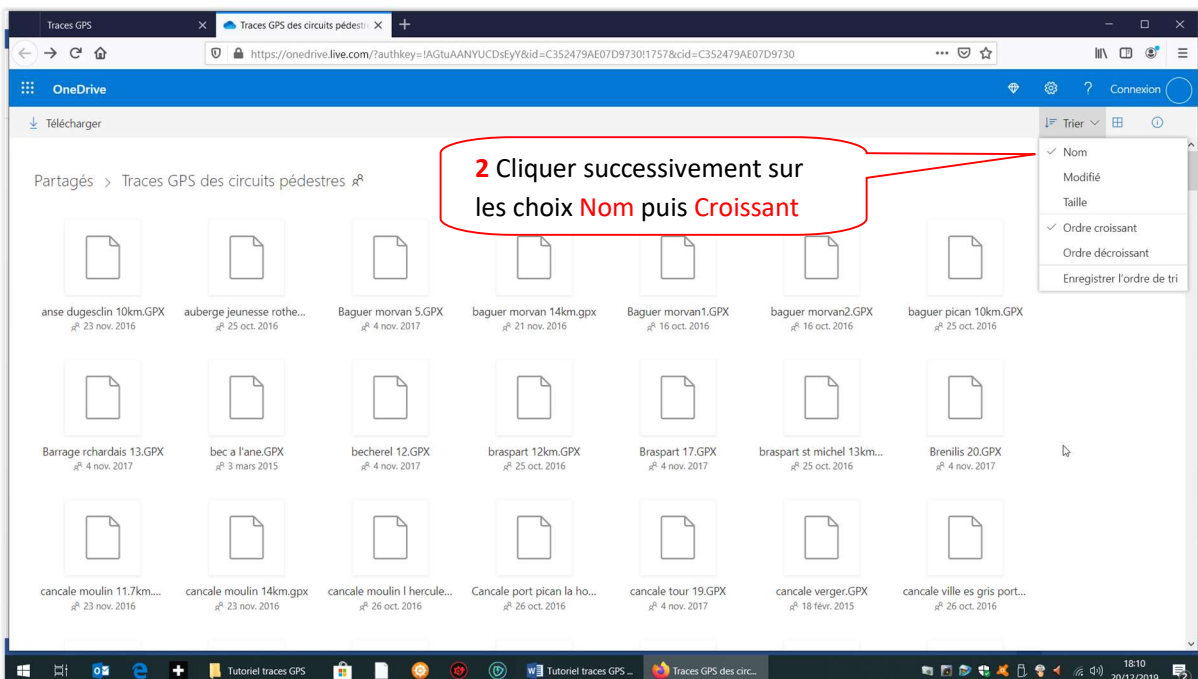 Traces GPS
Traces GPS des circuits pédestr
https://onedrive.live.com/?authkey=!AGtuAANYUCDsEyY&id=C352479AE07D9730!1757&cid=C352479AE07D9730
OneDrive
Connexion
Télécharger
Trier
Nom
Modifié
Taille
Ordre croissant
Ordre décroissant
Enregistrer l'ordre de tri
2 Cliquer successivement sur
les choix Nom puis Croissant
Partagés > Traces GPS des circuits pédestres
anse dugesclin 10km.GPX
23 nov. 2016
auberge jeunesse rothe...
25 oct. 2016
Baguer morvan 5.GPX
4 nov. 2017
baguer morvan 14km.gpx
21 nov. 2016
Baguer morvan1.GPX
16 oct. 2016
baguer morvan2.GPX
16 oct. 2016
baguer pican 10km.GPX
25 oct. 2016
Barrage rchardais 13.GPX
4 nov. 2017
bec a l'ane.GPX
3 mars 2015
becherel 12.GPX
4 nov. 2017
braspart 12km.GPX
25 oct. 2016
Braspart 17.GPX
4 nov. 2017
braspart st michel 13km...
25 oct. 2016
Brenilis 20.GPX
4 nov. 2017
cancale moulin 11.7km....
23 nov. 2016
cancale moulin 14km.gpx
23 nov. 2016
cancale moulin l hercule...
26 oct. 2016
Cancale port pican la ho...
26 oct. 2016
cancale tour 19.GPX
4 nov. 2017
cancale verger.GPX
18 févr. 2015
cancale ville es gris port...
26 oct. 2016
Tutoriel traces GPS
Tutoriel traces GPS _...
Traces GPS des circ...
18:10
20/12/2019